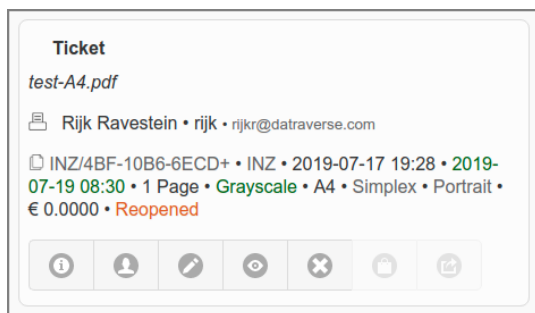 Ticket
test-A4.pdf
Rijk Ravestein • rijk • rijkr@datraverse.com
INZ/4BF-10B6-6ECD+ • INZ • 2019-07-17 19:28 • 2019-
07-19 08:30 • 1 Page • Grayscale • A4 • Simplex • Portrait •
€ 0.0000 • Reopened